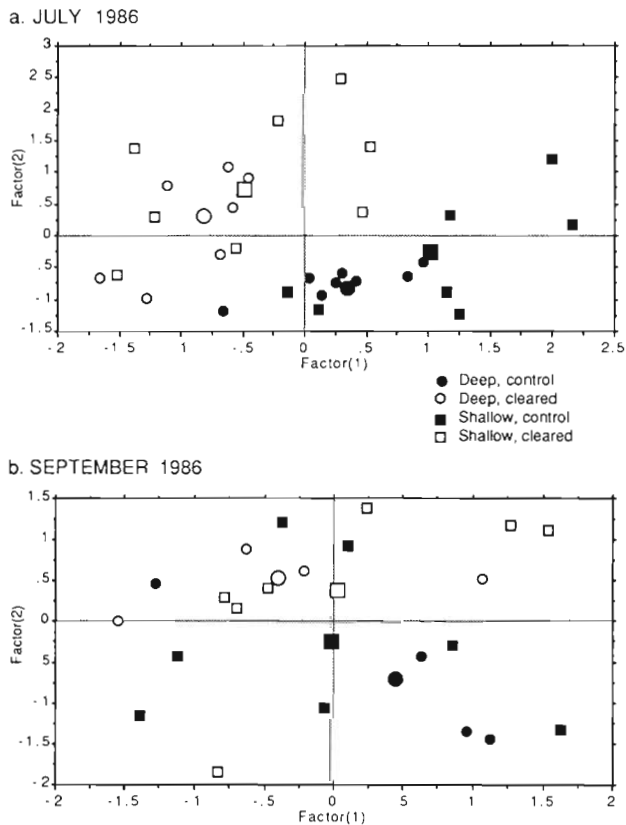 a. JULY 1986
3
2 5
2
1.5
1
.5
0
-.5
-1
-1.5
Factor(2)
-2 -1.5 -1 -.5 0 .5 1 1.5 2 2.5
Factor(1)
Deep, control
Deep, cleared
Shallow, control
Shallow, cleared
b. SEPTEMBER 1986
1.5
1
.5
0
5
-1
-1.5
-2
Factor(2)
-2 -1.5 -1 -.5 0 5 1 1.5 2
Factor(1)